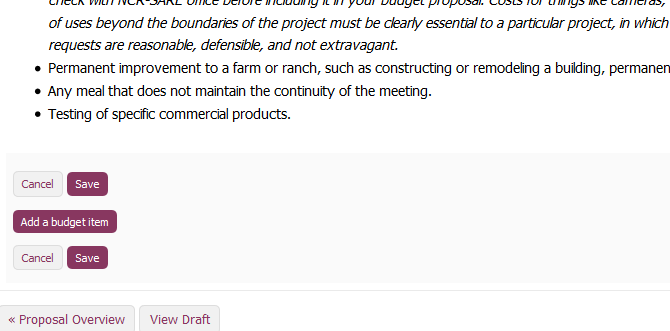 check with NCR-SARE office before including it in your budget proposal. Costs for things like cameras,
of uses beyond the boundaries of the project must be clearly essential to a particular project, in which
requests are reasonable, defensible, and not extravagant.
• Permanent improvement to a farm or ranch, such as constructing or remodeling a building, permanen
• Any meal that does not maintain the continuity of the meeting.
• Testing of specific commercial products.
Cancel Save
Add a budget item
Cancel Save
« Proposal Overview View Draft